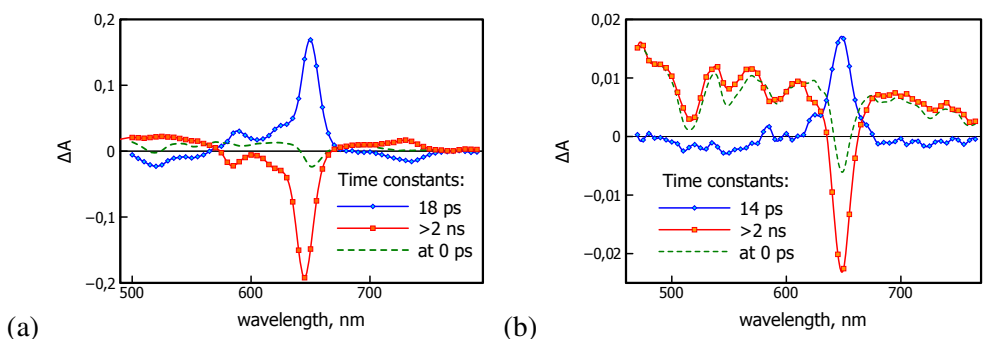 0,2
0,1
0
−0,1
−0,2
ΔA
500
600
700
wavelength, nm
Time constants:
18 ps
>2 ns
at 0 ps
(a)
0,02
0,01
0
−0,01
−0,02
ΔA
500
600
700
wavelength, nm
Time constants:
14 ps
>2 ns
at 0 ps
(b)